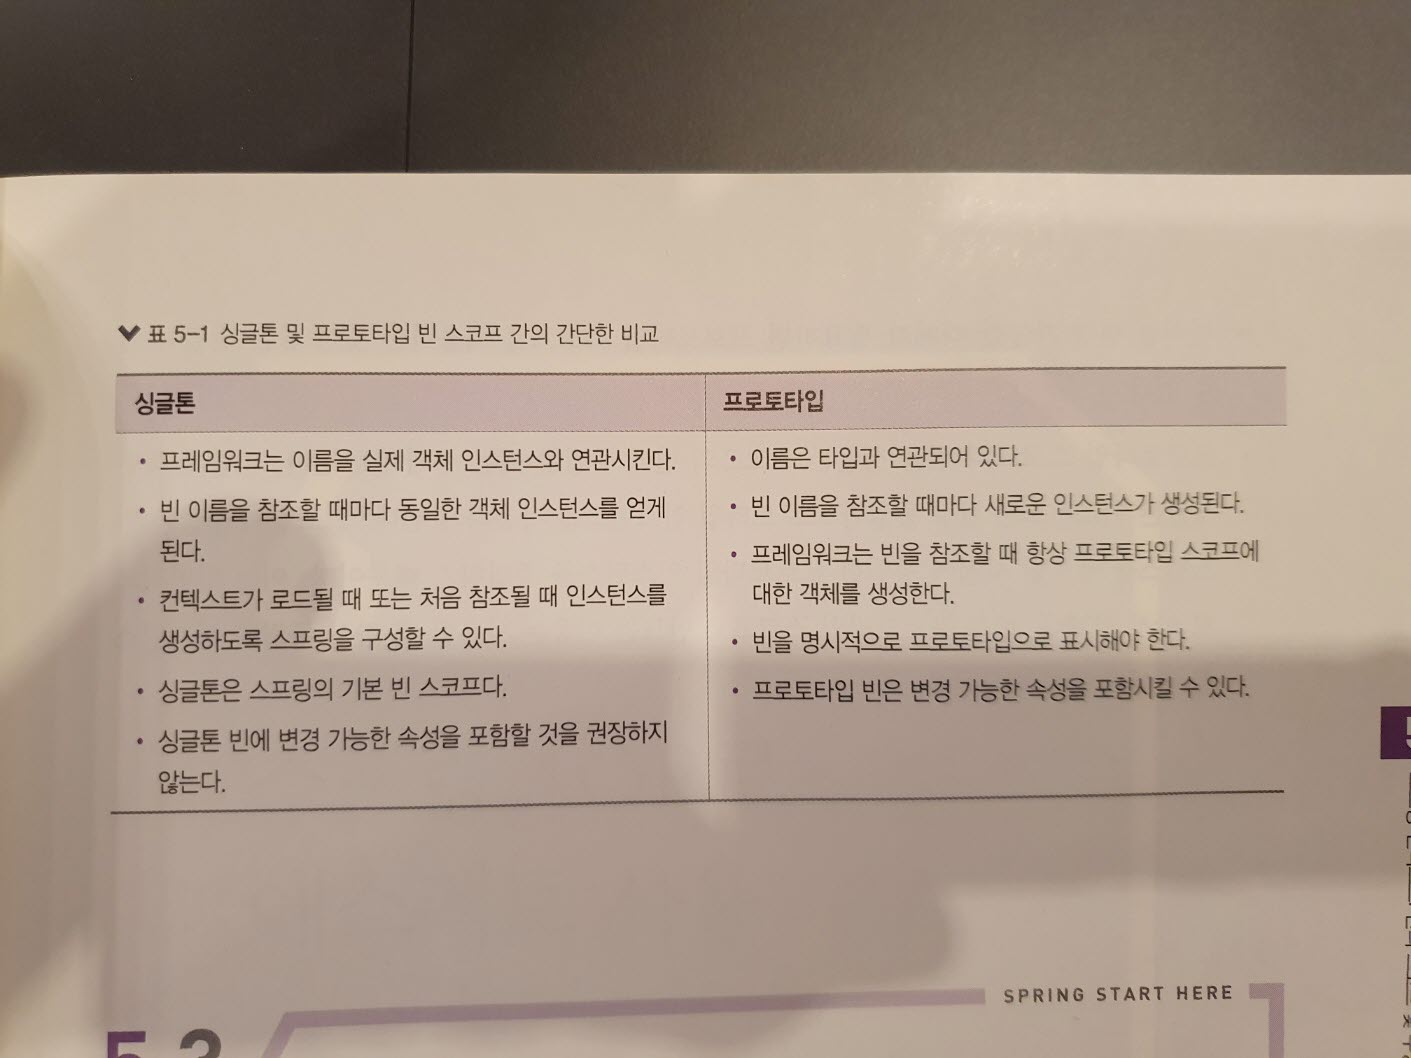 표 5-1 싱글톤 및 프로토타입 빈 스코프 간의 간단한 비교
싱글톤
• 프레임워크는 이름을 실제 객체 인스턴스와 연관시킨다.
• 빈 이름을 참조할 때마다 동일한 객체 인스턴스를 얻게
된다.
• 컨텍스트가 로드될 때 또는 처음 참조될 때 인스턴스를
생성하도록 스프링을 구성할 수 있다.
• 싱글톤은 스프링의 기본 빈 스코프다.
• 싱글톤 빈에 변경 가능한 속성을 포함할 것을 권장하지
않는다.
프로토타입
• 이름은 타입과 연관되어 있다.
• 빈 이름을 참조할 때마다 새로운 인스턴스가 생성된다.
• 프레임워크는 빈을 참조할 때 항상 프로토타입 스코프에
대한 객체를 생성한다.
• 빈을 명시적으로 프로토타입으로 표시해야 한다.
• 프로토타입 빈은 변경 가능한 속성을 포함시킬 수 있다.
SPRING START HERE